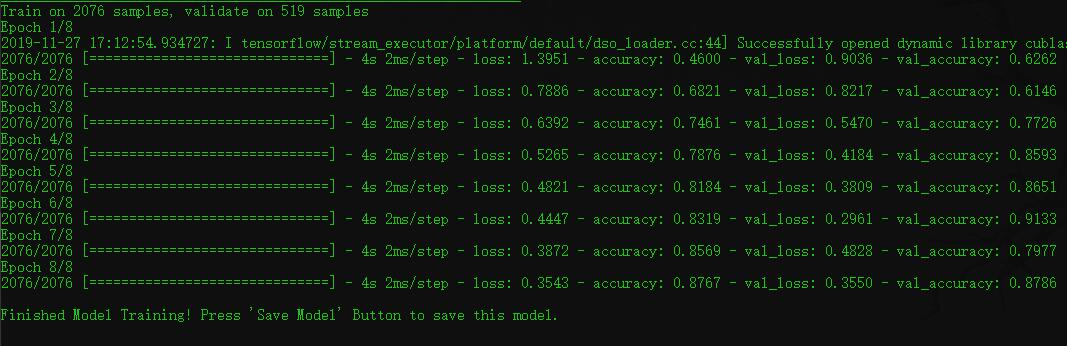 Train on 2076 samples, validate on 519 samples
Epoch 1/8
2019-11-27 17:12:54.934727: I tensorflow/stream_executor/platform/default/dso_loader.cc:44] Successfully opened dynamic library cublas
2076/2076 [==============================] - 4s 2ms/step - loss: 1.3951 - accuracy: 0.4600 - val_loss: 0.9036 - val_accuracy: 0.6262
Epoch 2/8
2076/2076 [==============================] - 4s 2ms/step - loss: 0.7886 - accuracy: 0.6821 - val_loss: 0.8217 - val_accuracy: 0.6146
Epoch 3/8
2076/2076 [==============================] - 4s 2ms/step - loss: 0.6392 - accuracy: 0.7461 - val_loss: 0.5470 - val_accuracy: 0.7726
Epoch 4/8
2076/2076 [==============================] - 4s 2ms/step - loss: 0.5265 - accuracy: 0.7876 - val_loss: 0.4184 - val_accuracy: 0.8593
Epoch 5/8
2076/2076 [==============================] - 4s 2ms/step - loss: 0.4821 - accuracy: 0.8184 - val_loss: 0.3809 - val_accuracy: 0.8651
Epoch 6/8
2076/2076 [==============================] - 4s 2ms/step - loss: 0.4447 - accuracy: 0.8319 - val_loss: 0.2961 - val_accuracy: 0.9133
Epoch 7/8
2076/2076 [==============================] - 4s 2ms/step - loss: 0.3872 - accuracy: 0.8569 - val_loss: 0.4828 - val_accuracy: 0.7977
Epoch 8/8
2076/2076 [==============================] - 4s 2ms/step - loss: 0.3543 - accuracy: 0.8767 - val_loss: 0.3550 - val_accuracy: 0.8786
Finished Model Training! Press 'Save Model' Button to save this model.